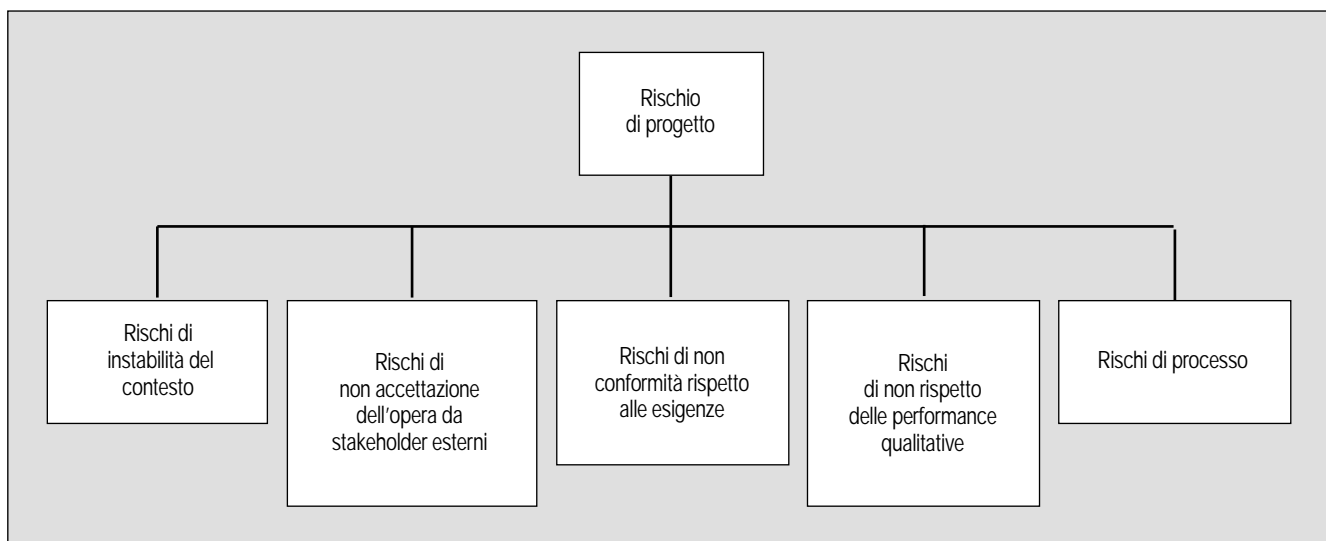 Rischio
di progetto
Rischi di
instabilità del
contesto
Rischi di
non accettazione
dell'opera da
stakeholder esterni
Rischi di non
conformità rispetto
alle esigenze
Rischi
di non rispetto
delle performance
qualitative
Rischi di processo